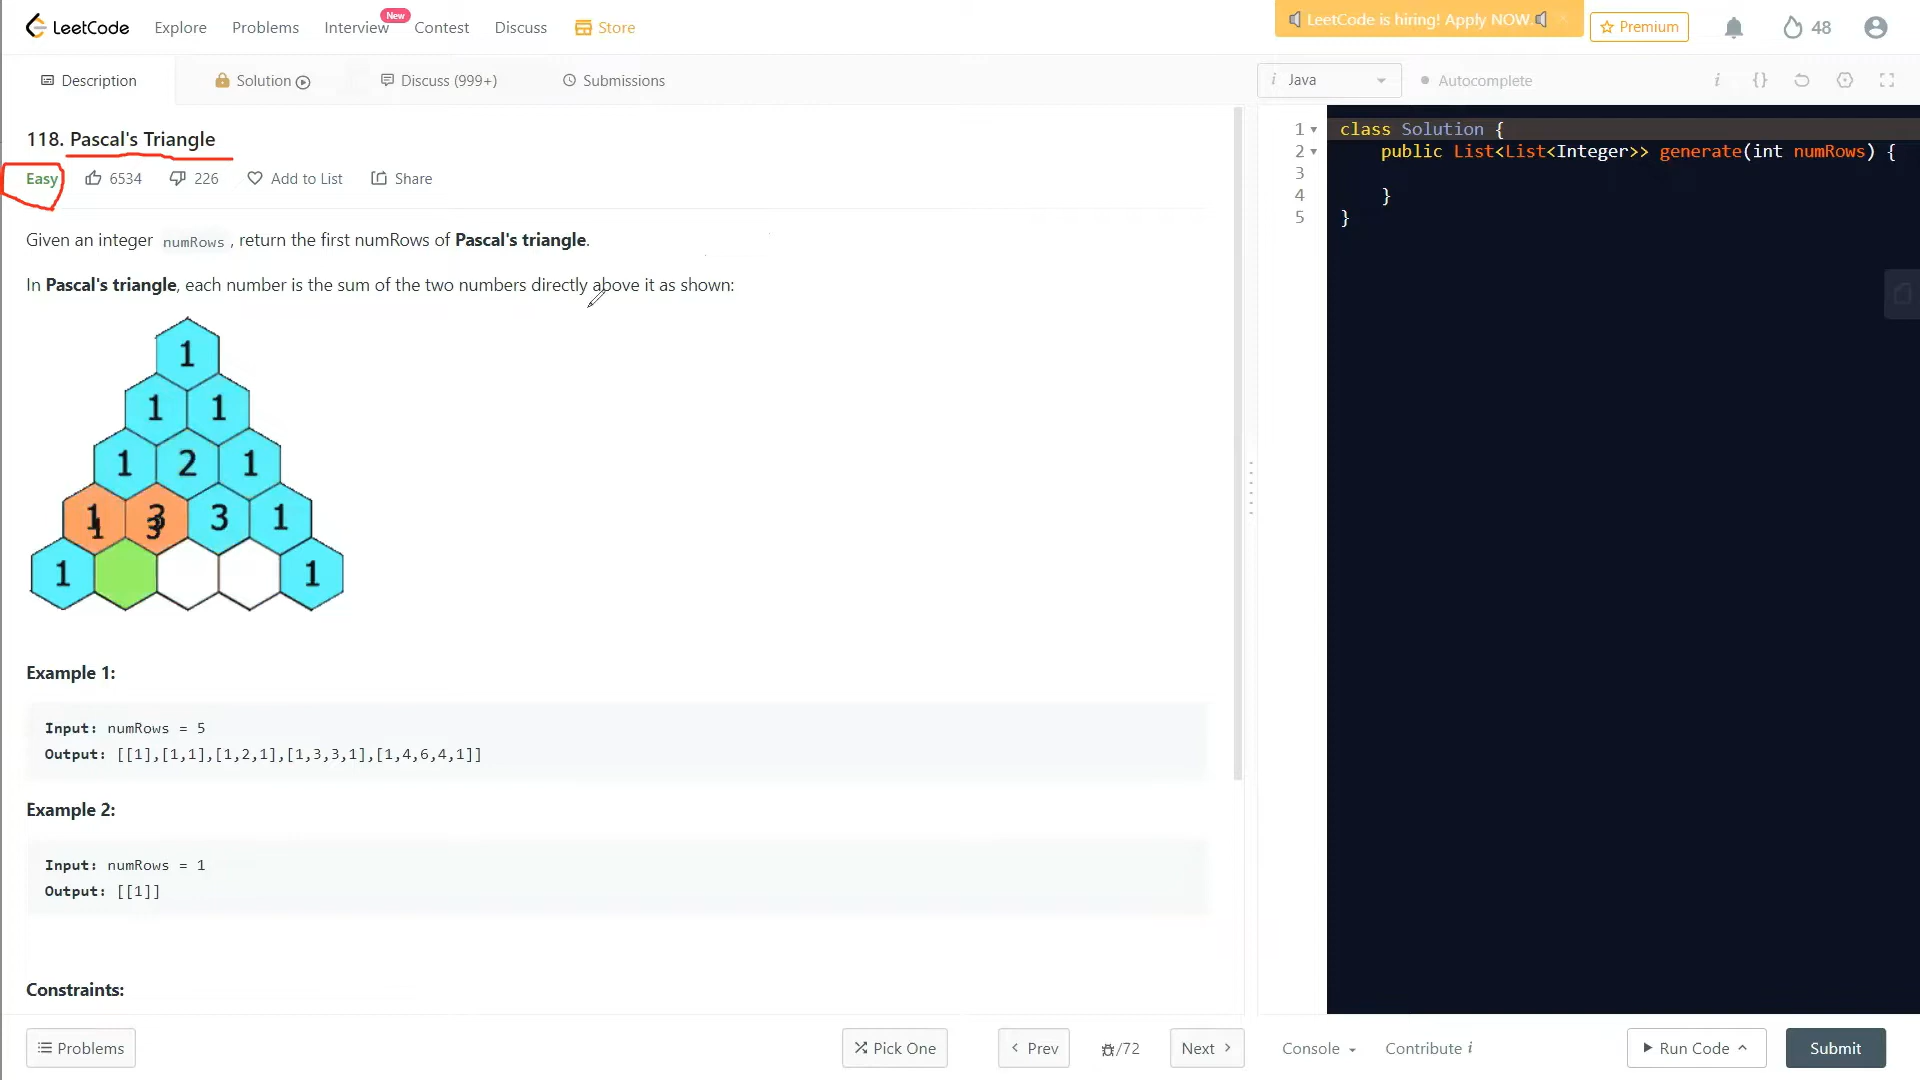 LeetCode Explore Problems Interview New Contest Discuss Store LeetCode is hiring! Apply NOW. Premium 48
Description Solution Discuss (999+) Submissions i Java Autocomplete i {}
118. Pascal's Triangle
Easy 6534 226 Add to List Share
Given an integer numRows, return the first numRows of Pascal's triangle.
In Pascal's triangle, each number is the sum of the two numbers directly above it as shown:
1
1 1
1 2 1
1 3 3 1
1 1
Example 1:
Input: numRows = 5
Output: [[1],[1,1],[1,2,1],[1,3,3,1],[1,4,6,4,1]]
Example 2:
Input: numRows = 1
Output: [[1]]
Constraints:
1 class Solution {
2 public List<List<Integer>> generate(int numRows) {
3
4 }
5 }
Problems Pick One Prev /72 Next Console Contribute i Run Code Submit